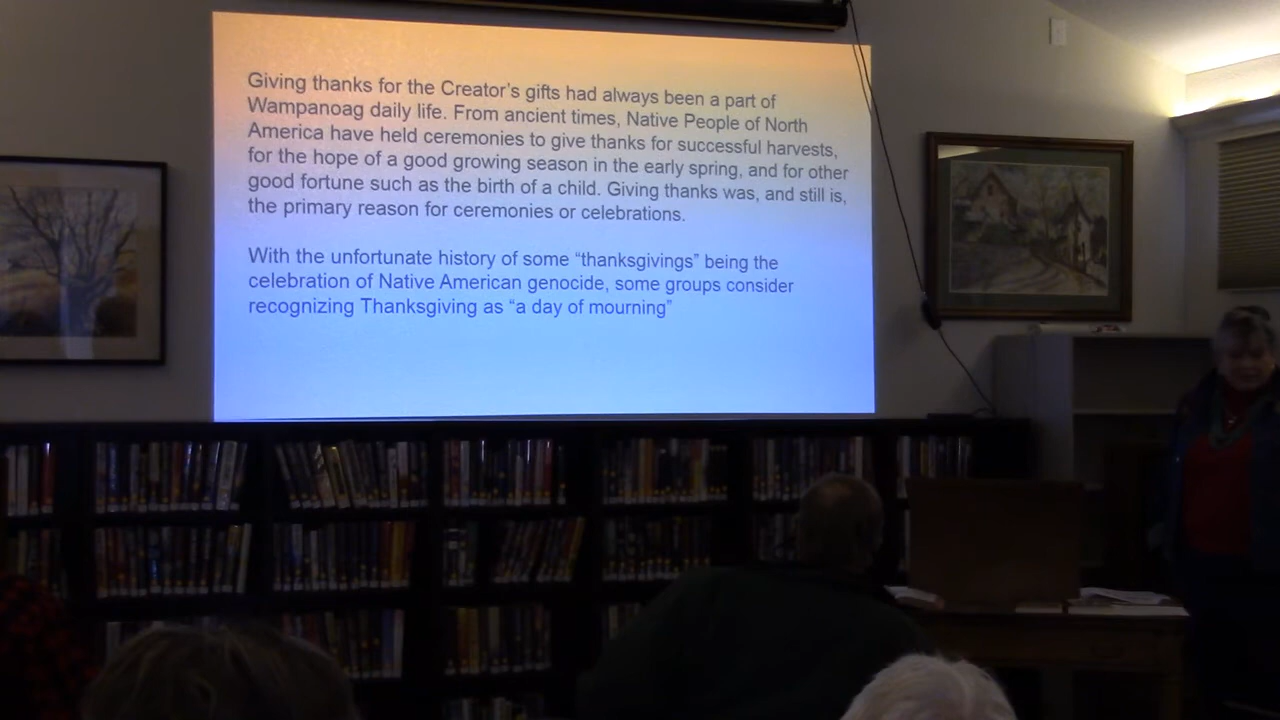 Giving thanks for the Creator's gifts had always been a part of
Wampanoag daily life. From ancient times, Native People of North
America have held ceremonies to give thanks for successful harvests,
for the hope of a good growing season in the early spring, and for other
good fortune such as the birth of a child. Giving thanks was, and still is,
the primary reason for ceremonies or celebrations.
With the unfortunate history of some “thanksgivings” being the
celebration of Native American genocide, some groups consider
recognizing Thanksgiving as “a day of mourning”